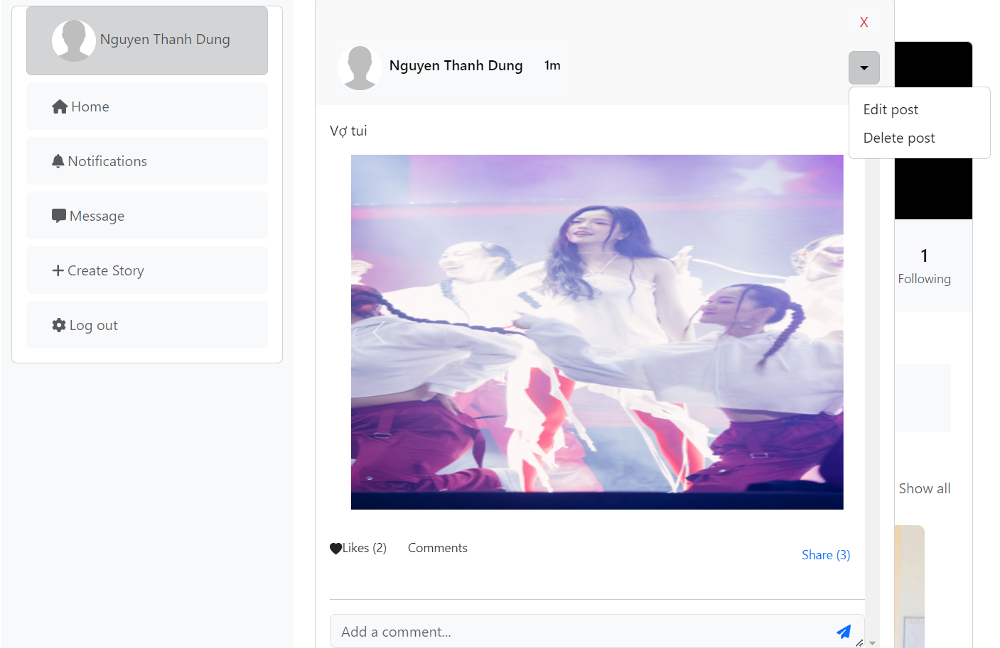 Nguyen Thanh Dung
Home
Notifications
Message
Create Story
Log out
X
Nguyen Thanh Dung 1m
Edit post
Delete post
Vợ tui
Likes (2) Comments
Share (3)
Add a comment...
1
Following
Show all